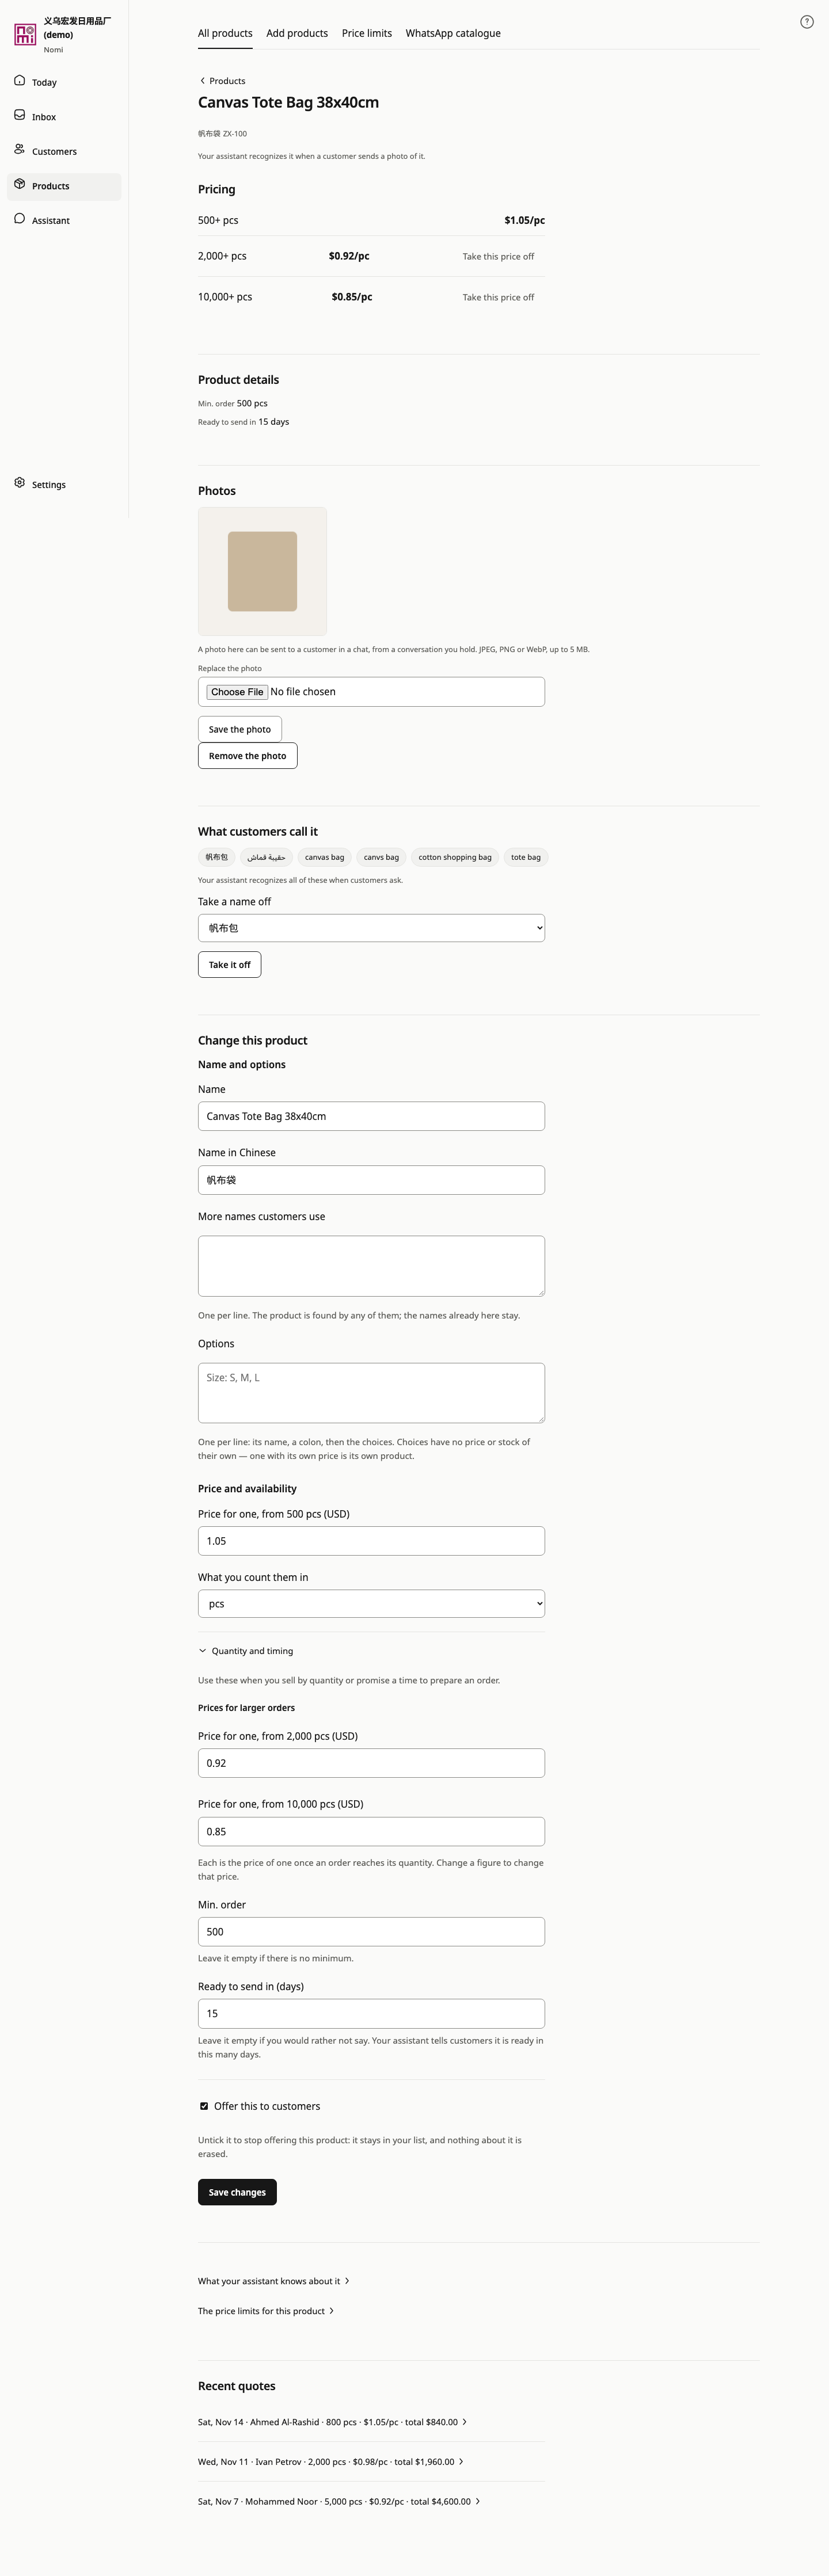 义乌宏发日用品厂
(demo)
Nomi
Today
Inbox
Customers
Products
Assistant
Settings
All products
Add products
Price limits
WhatsApp catalogue
?
Products
Canvas Tote Bag 38x40cm
帆布袋 ZX-100
Your assistant recognizes it when a customer sends a photo of it.
Pricing
500+ pcs $1.05/pc
2,000+ pcs $0.92/pc Take this price off
10,000+ pcs $0.85/pc Take this price off
Product details
Min. order 500 pcs
Ready to send in 15 days
Photos
A photo here can be sent to a customer in a chat, from a conversation you hold. JPEG, PNG or WebP, up to 5 MB.
Replace the photo
Choose File No file chosen
Save the photo
Remove the photo
What customers call it
帆布包 حقيبة قماش canvas bag canvs bag cotton shopping bag tote bag
Your assistant recognizes all of these when customers ask.
Take a name off
帆布包
Take it off
Change this product
Name and options
Name
Canvas Tote Bag 38x40cm
Name in Chinese
帆布袋
More names customers use
One per line. The product is found by any of them; the names already here stay.
Options
Size: S, M, L
One per line: its name, a colon, then the choices. Choices have no price or stock of
their own — one with its own price is its own product.
Price and availability
Price for one, from 500 pcs (USD)
1.05
What you count them in
pcs
Quantity and timing
Use these when you sell by quantity or promise a time to prepare an order.
Prices for larger orders
Price for one, from 2,000 pcs (USD)
0.92
Price for one, from 10,000 pcs (USD)
0.85
Each is the price of one once an order reaches its quantity. Change a figure to change
that price.
Min. order
500
Leave it empty if there is no minimum.
Ready to send in (days)
15
Leave it empty if you would rather not say. Your assistant tells customers it is ready in
this many days.
Offer this to customers
Untick it to stop offering this product: it stays in your list, and nothing about it is
erased.
Save changes
What your assistant knows about it
The price limits for this product
Recent quotes
Sat, Nov 14 · Ahmed Al-Rashid · 800 pcs · $1.05/pc · total $840.00
Wed, Nov 11 · Ivan Petrov · 2,000 pcs · $0.98/pc · total $1,960.00
Sat, Nov 7 · Mohammed Noor · 5,000 pcs · $0.92/pc · total $4,600.00